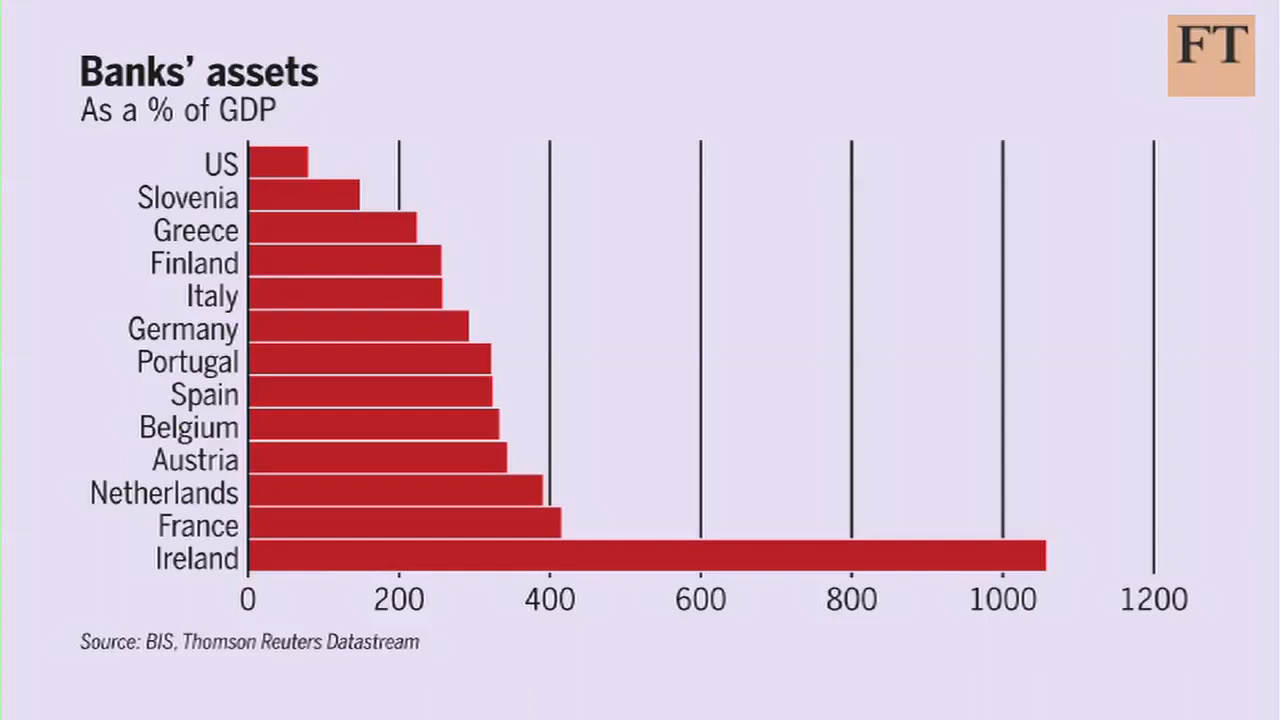 FT
Banks’ assets
As a % of GDP
US
Slovenia
Greece
Finland
Italy
Germany
Portugal
Spain
Belgium
Austria
Netherlands
France
Ireland
0 200 400 600 800 1000 1200
Source: BIS, Thomson Reuters Datastream